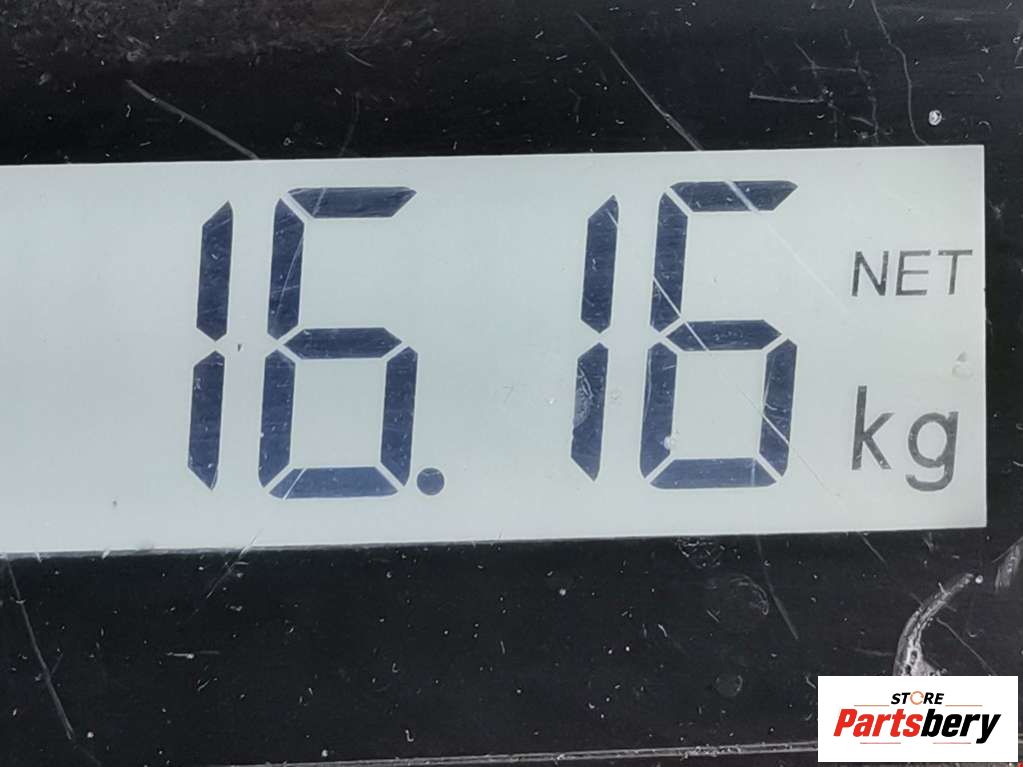 16.16
NET
kg
STORE
Partsbery